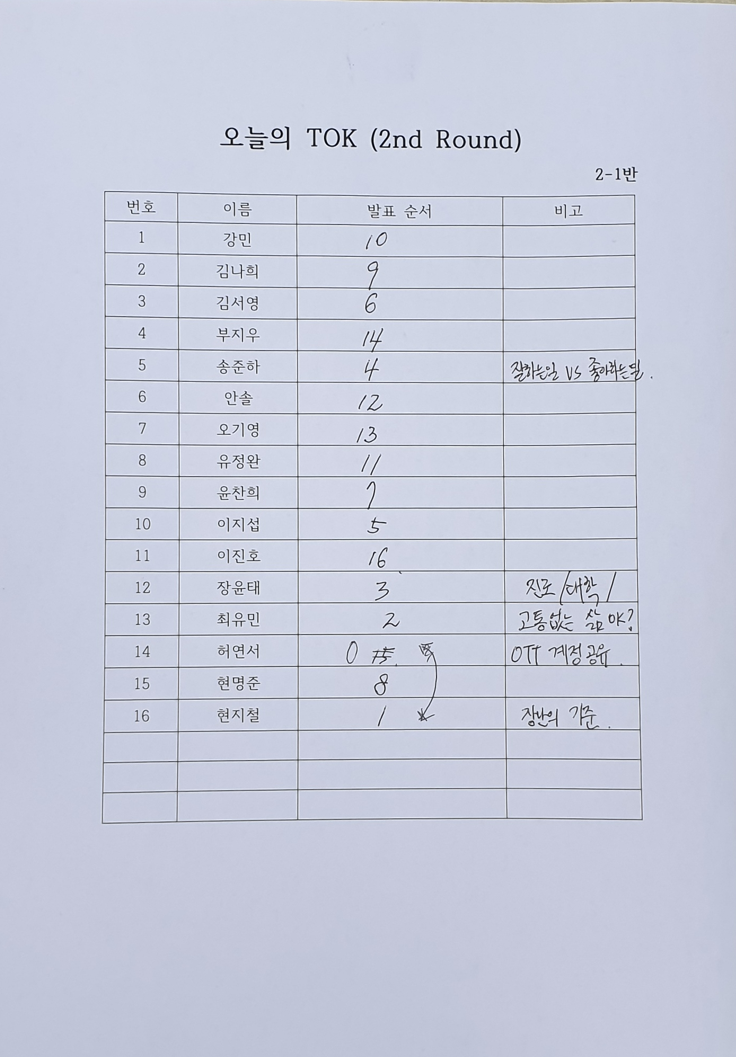 오늘의 TOK (2nd Round)
2-1반
번호 이름 발표 순서 비고
1 강민 10
2 김나희 9
3 김서영 6
4 부지우 14
5 송준하 4 잘하는일 VS 좋아하는일.
6 안솔 12
7 오기영 13
8 유정완 11
9 윤찬희 7
10 이지섭 5
11 이진호 16
12 장윤태 3 진로/대학/
13 최유민 2 고통없는 삶 OK?
14 허연서 0 OTT 계정공유.
15 현명준 8
16 현지철 1 장난의 기준.